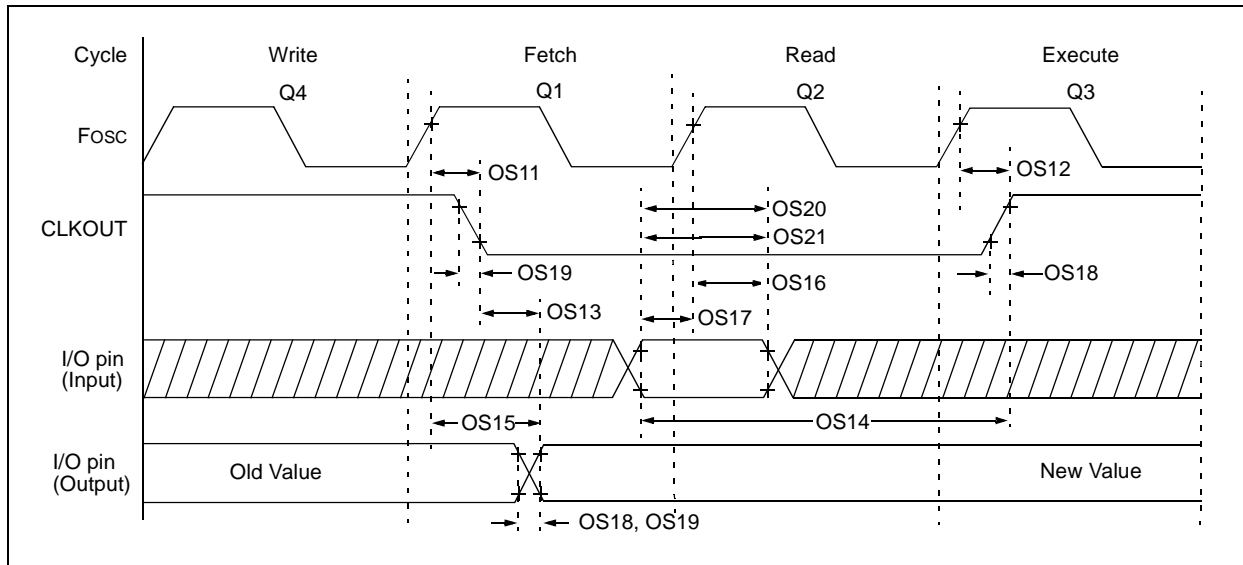 Cycle Write Fetch Read Execute
Q4 Q1 Q2 Q3
FOSC
OS11 OS12
OS20
CLKOUT
OS21
OS19 OS16 OS18
OS13 OS17
I/O pin
(Input)
OS15 OS14
I/O pin
(Output)
Old Value New Value
OS18, OS19